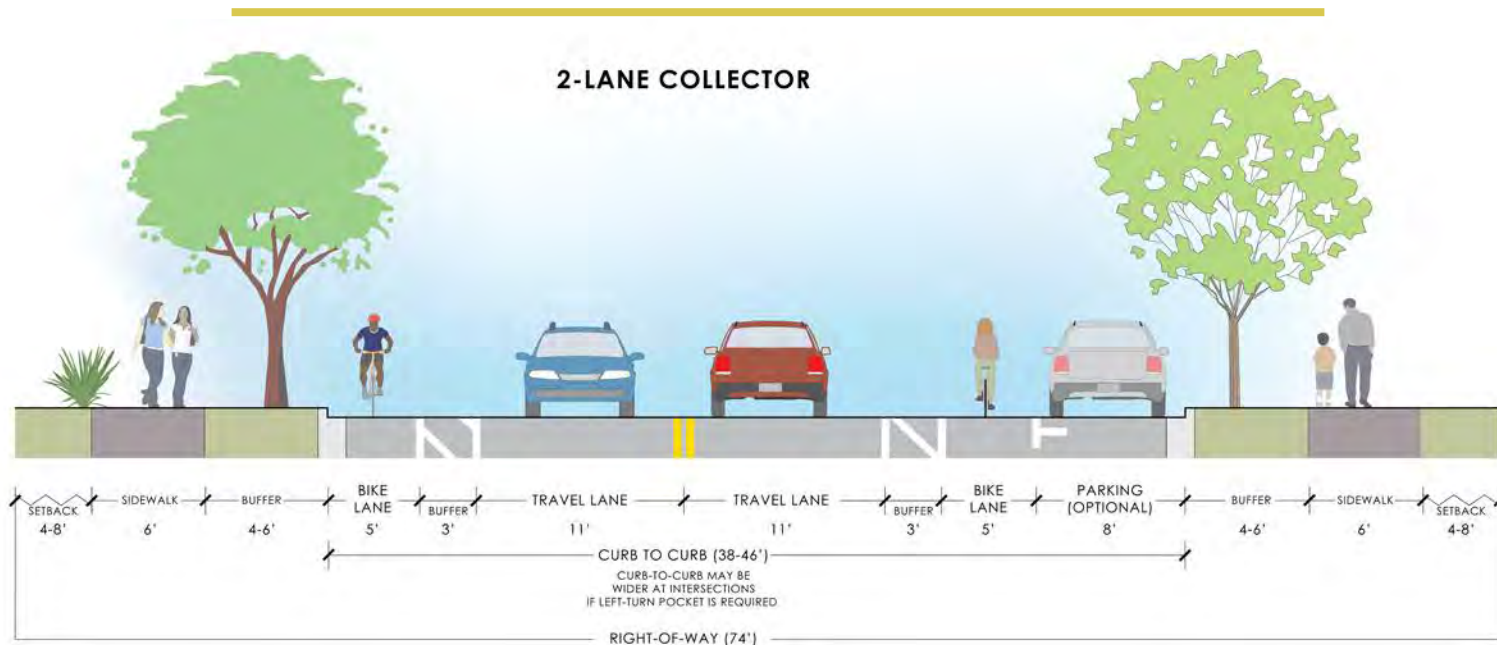 2-LANE COLLECTOR
SETBACK
4-8'
SIDEWALK
6'
BUFFER
4-6'
BIKE
LANE
5'
BUFFER
3'
TRAVEL LANE
11'
TRAVEL LANE
11'
BUFFER
3'
BIKE
LANE
5'
PARKING
(OPTIONAL)
8'
BUFFER
4-6'
SIDEWALK
6'
SETBACK
4-8'
CURB TO CURB (38-46')
CURB-TO-CURB MAY BE
WIDER AT INTERSECTIONS
IF LEFT-TURN POCKET IS REQUIRED
RIGHT-OF-WAY (74')